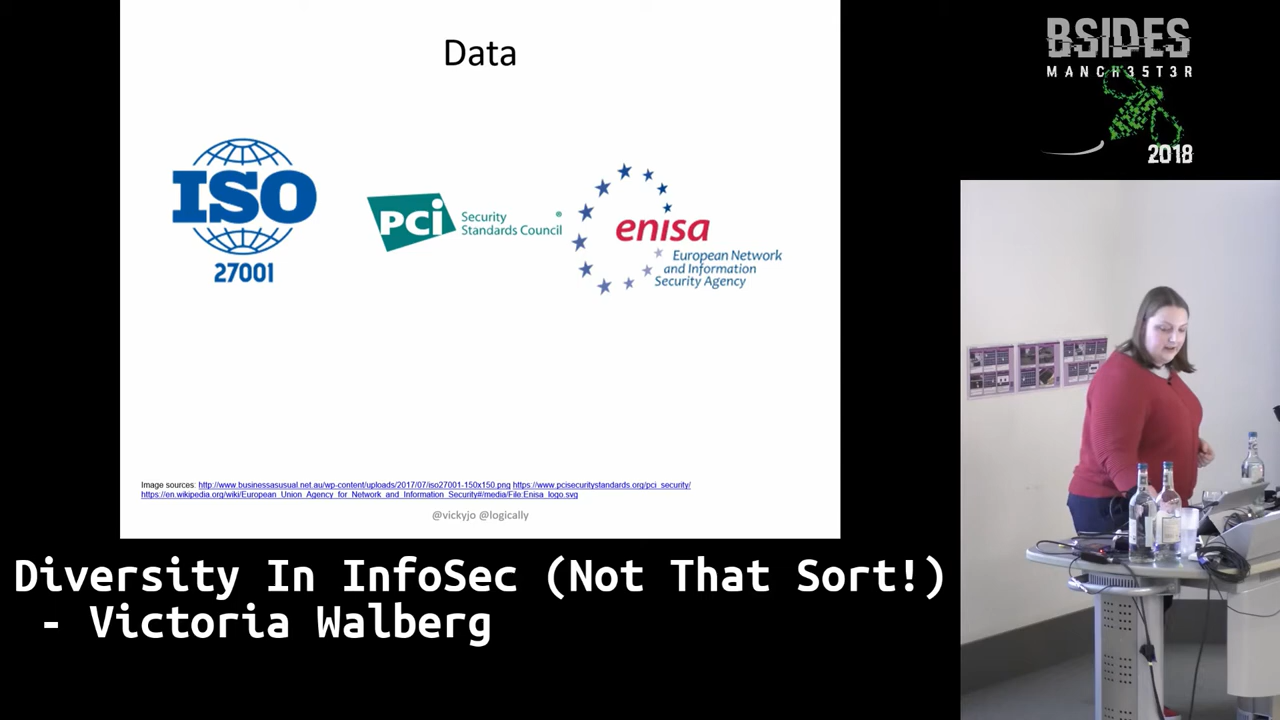 Data
ISO
27001
PCi Security
Standards Council ®
enisa
European Network
and Information
Security Agency
Image sources: http://www.businessasusual.net.au/wp-content/uploads/2017/07/iso27001-150x150.png https://www.pcisecuritystandards.org/pci_security/
https://en.wikipedia.org/wiki/European_Union_Agency_for_Network_and_Information_Security#/media/File:Enisa_logo.svg
@vickyjo @logically
BSIDES
MANCH35T3R
2018
Diversity In InfoSec (Not That Sort!)
- Victoria Walberg